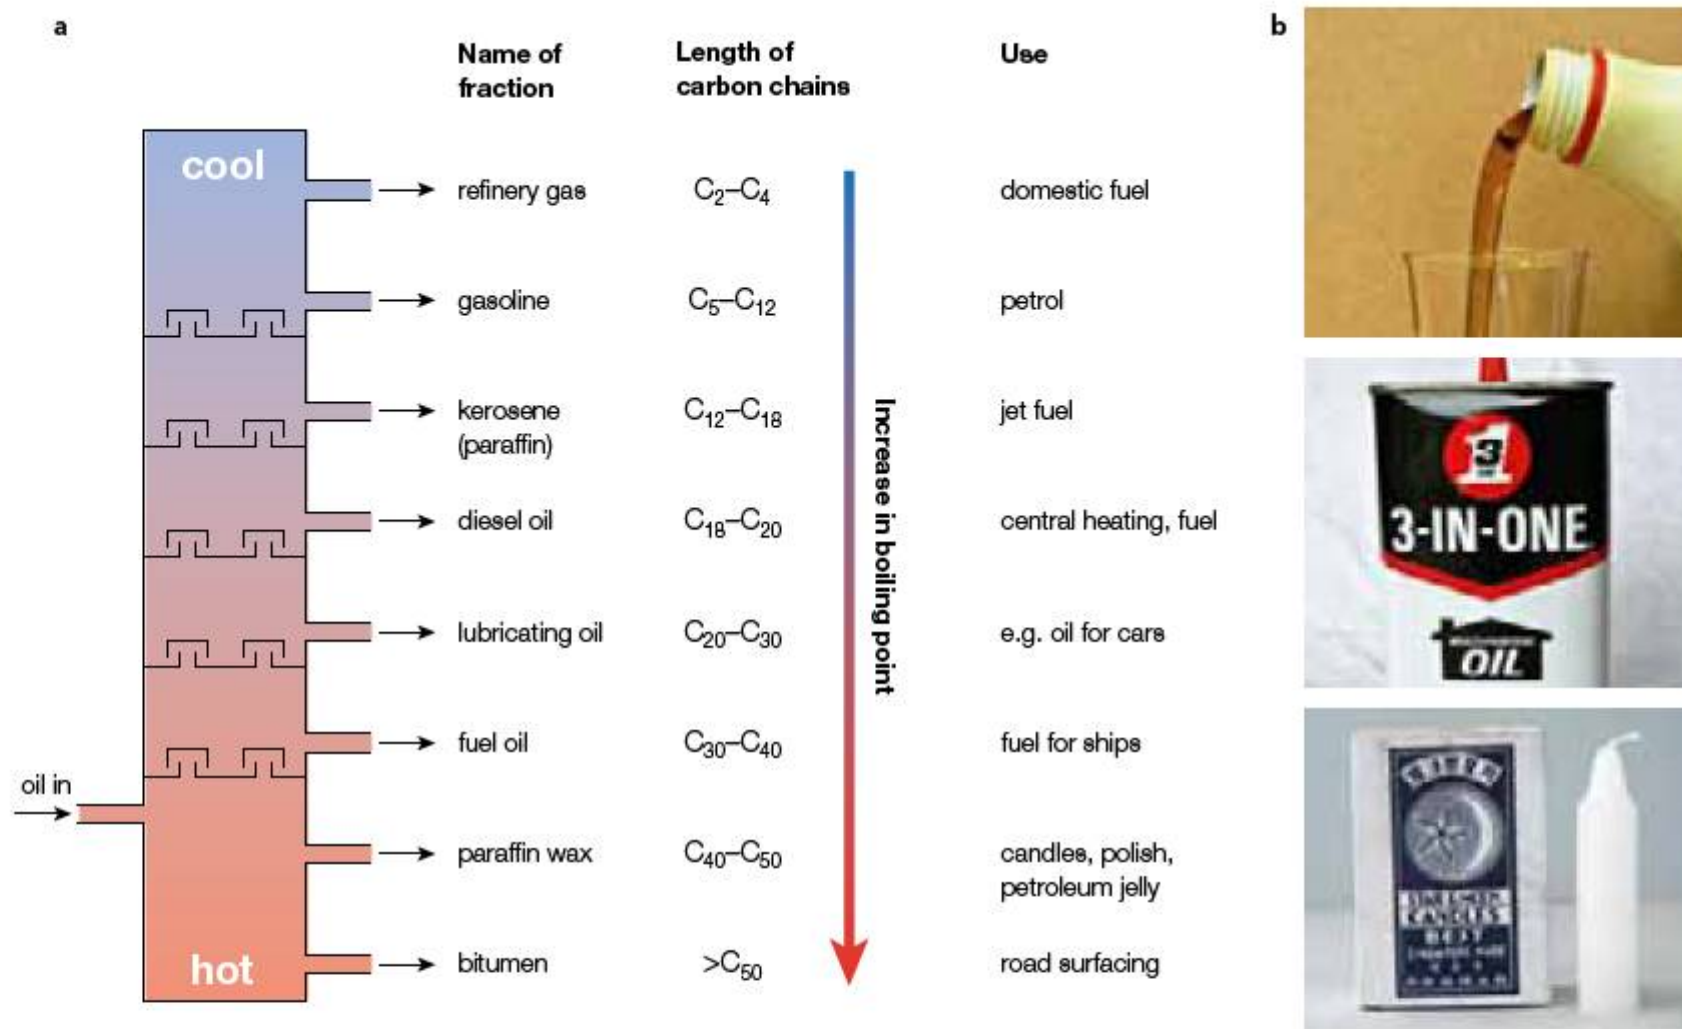 a
b
Name of
fraction
Length of
carbon chains
Use
cool
refinery gas
C₂–C₄
domestic fuel
gasoline
C₅–C₁₂
petrol
kerosene
(paraffin)
C₁₂–C₁₈
jet fuel
diesel oil
C₁₈–C₂₀
central heating, fuel
lubricating oil
C₂₀–C₃₀
e.g. oil for cars
fuel oil
C₃₀–C₄₀
fuel for ships
oil in
paraffin wax
C₄₀–C₅₀
candles, polish,
petroleum jelly
hot
bitumen
>C₅₀
road surfacing
Increase in boiling point
3
1
3-IN-ONE
OIL
CANDLES
BEST